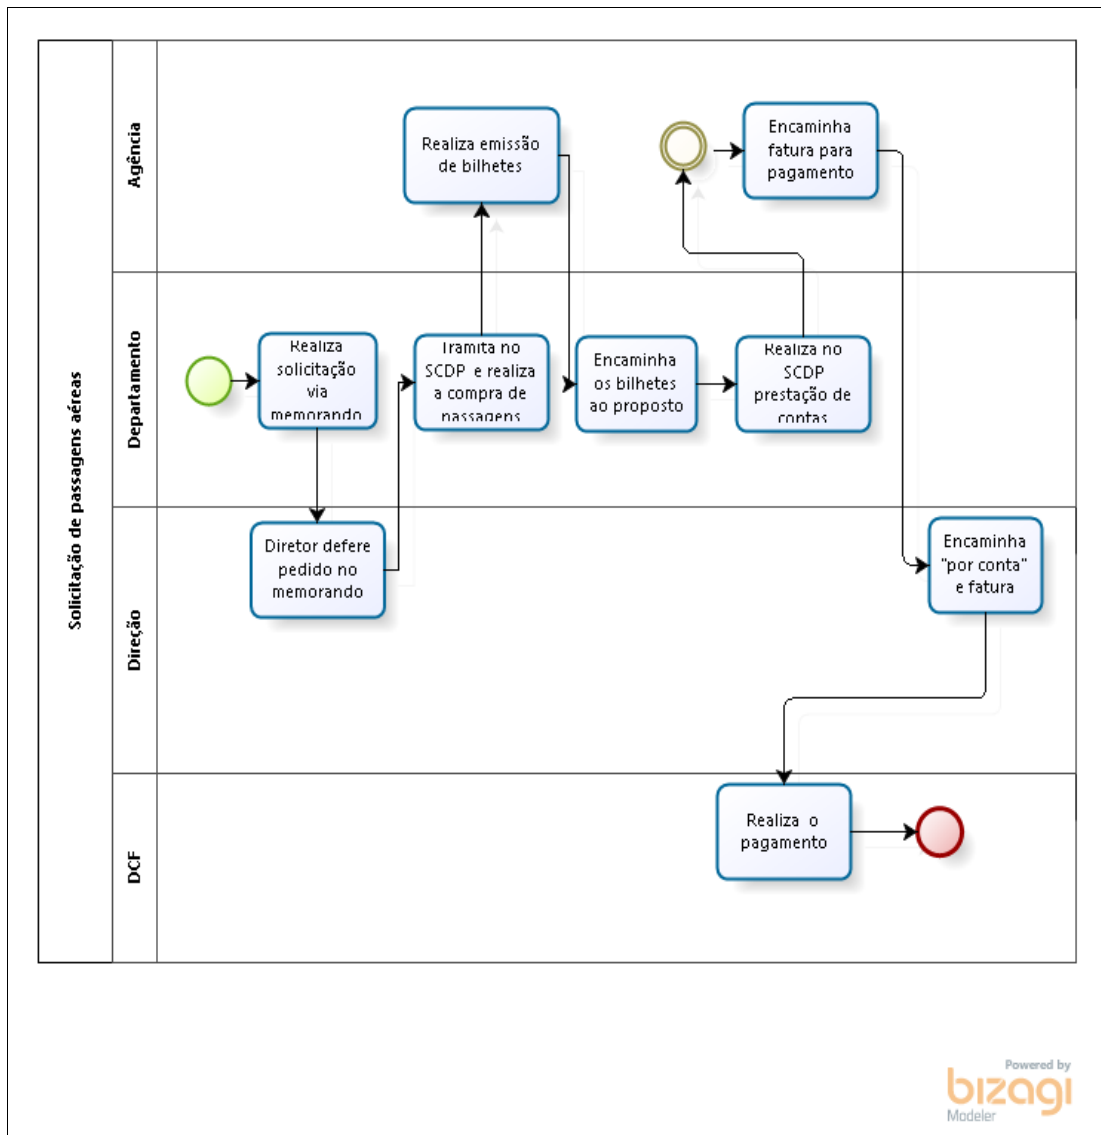 Solicitação de passagens aéreas
Agência
Realiza emissão
de bilhetes
Encaminha
fatura para
pagamento
Departamento
Realiza
solicitação
via
memorando
Tramita no
SCDP e realiza
a compra de
passagens
Encaminha
os bilhetes
ao proposto
Realiza no
SCDP
prestação de
contas
Direção
Diretor defere
pedido no
memorando
Encaminha
"por conta"
e fatura
DCF
Realiza o
pagamento
Powered by
bizagi
Modeler